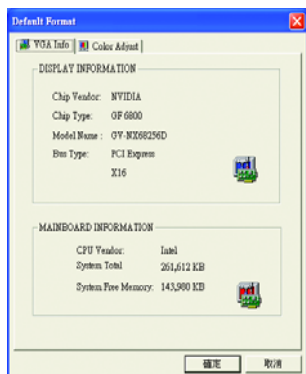 Default Format
VGA Info Color Adjust
DISPLAY INFORMATION
Chip Vendor: NVIDIA
Chip Type: GF 6800
Model Name : GV-NX68256D
Bus Type: PCI Express
X16
MAINBOARD INFORMATION
CPU Vendor: Intel
System Total 261,612 KB
System Free Memory: 143,980 KB
確定 取消